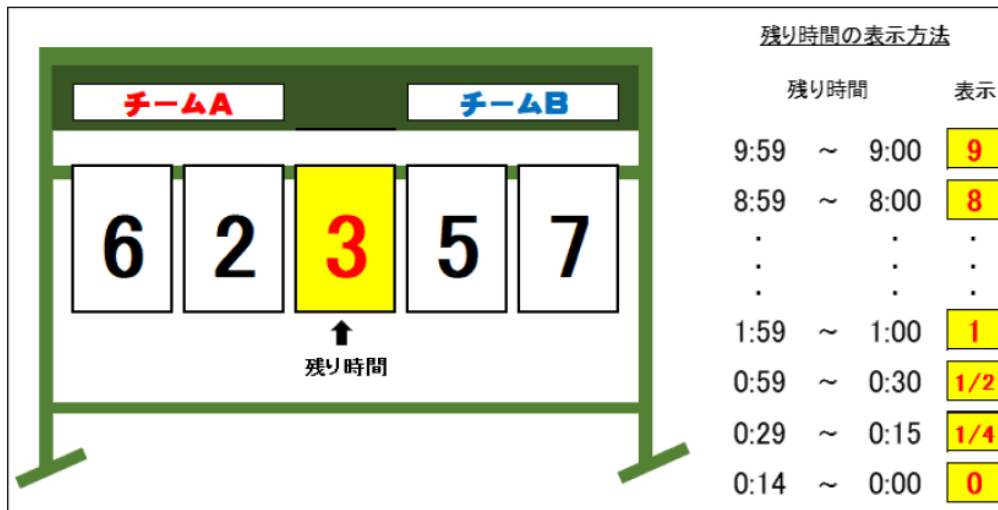 残り時間の表示方法
チームA チームB
6 2 3 5 7
残り時間
残り時間 表示
9:59 ～ 9:00 9
8:59 ～ 8:00 8
・ ・ ・
・ ・ ・
・ ・ ・
1:59 ～ 1:00 1
0:59 ～ 0:30 1/2
0:29 ～ 0:15 1/4
0:14 ～ 0:00 0